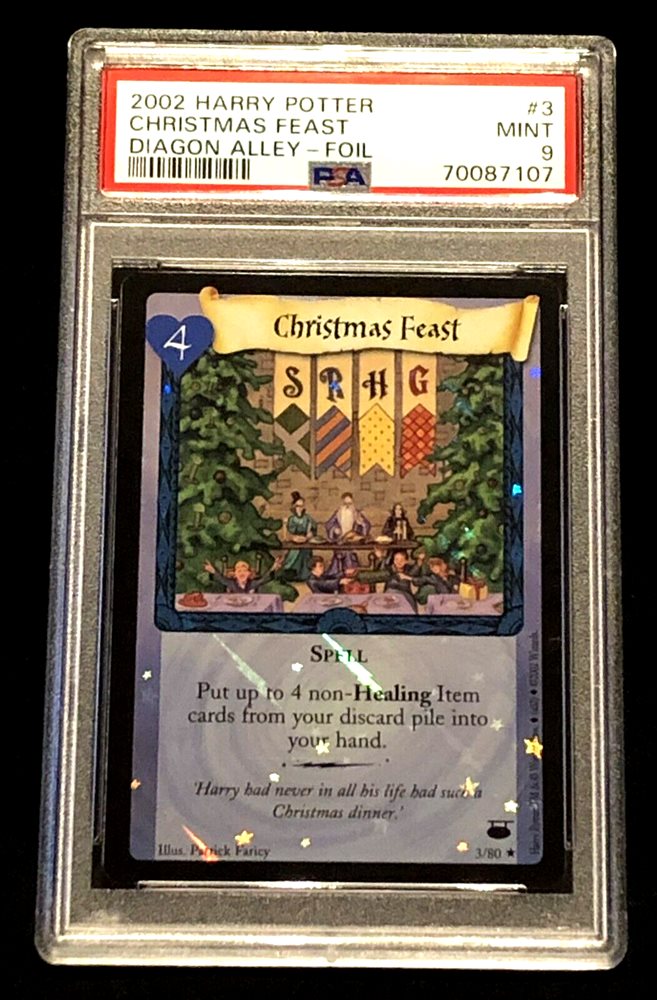 2002 HARRY POTTER #3
CHRISTMAS FEAST MINT
DIAGON ALLEY - FOIL 9
PSA 70087107
4 Christmas Feast
S R H G
SPELL
Put up to 4 non-Healing Item
cards from your discard pile into
your hand.
'Harry had never in all his life had such a
Christmas dinner.'
Illus. Patrick Faricy 3/80 ★